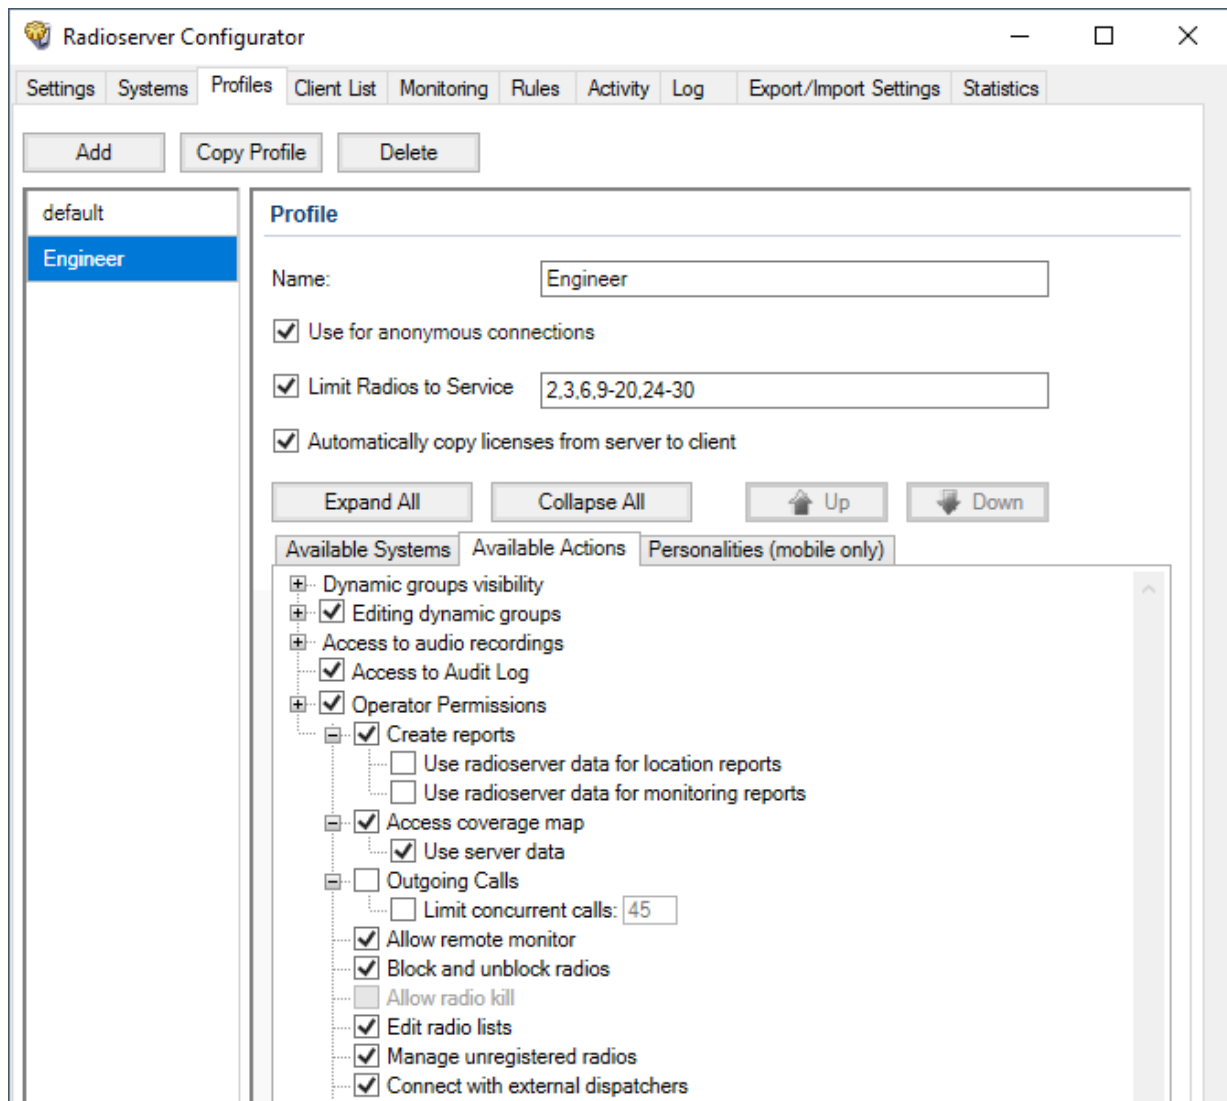 Radioserver Configurator
Settings Systems Profiles Client List Monitoring Rules Activity Log Export/Import Settings Statistics
Add Copy Profile Delete
default
Engineer
Profile
Name: Engineer
Use for anonymous connections
Limit Radios to Service 2,3,6,9-20,24-30
Automatically copy licenses from server to client
Expand All Collapse All Up Down
Available Systems Available Actions Personalities (mobile only)
Dynamic groups visibility
Editing dynamic groups
Access to audio recordings
Access to Audit Log
Operator Permissions
Create reports
Use radioserver data for location reports
Use radioserver data for monitoring reports
Access coverage map
Use server data
Outgoing Calls
Limit concurrent calls: 45
Allow remote monitor
Block and unblock radios
Allow radio kill
Edit radio lists
Manage unregistered radios
Connect with external dispatchers